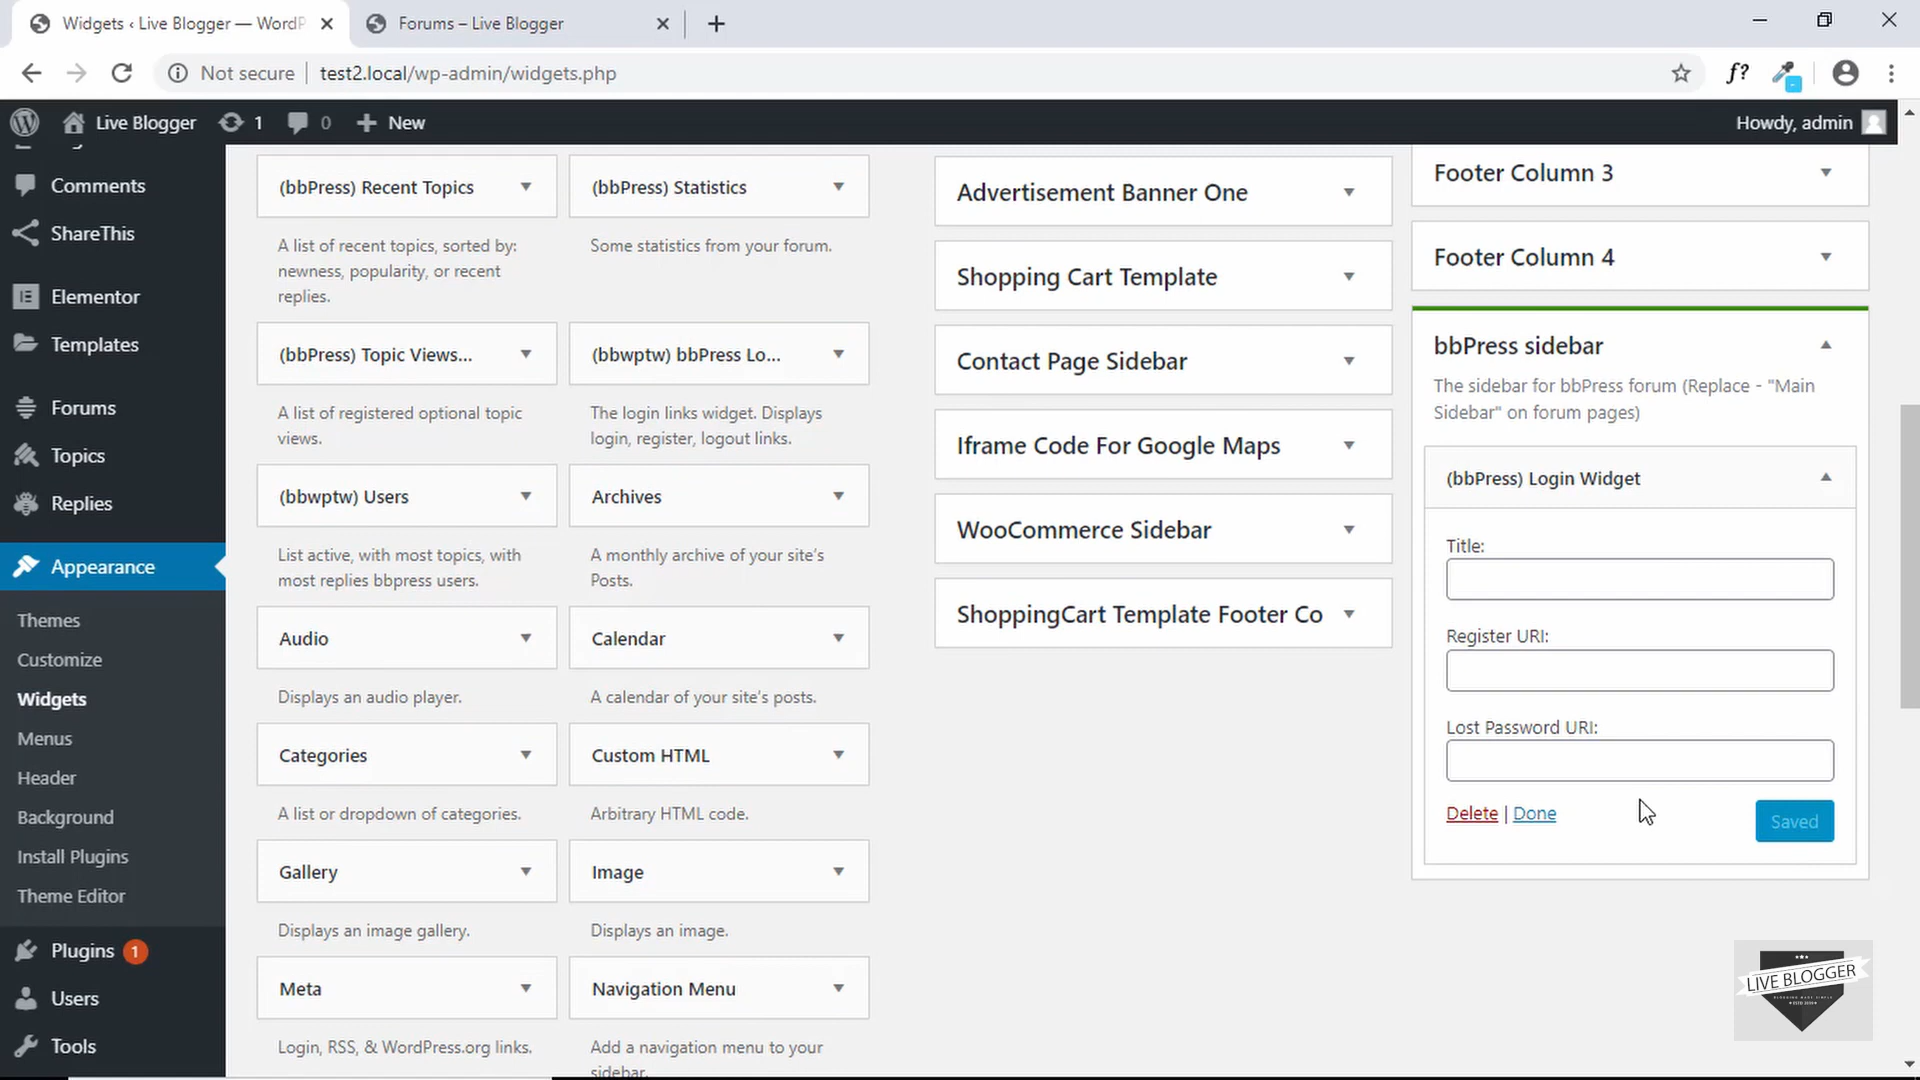 Widgets ‹ Live Blogger — WordP
Forums – Live Blogger
Not secure
test2.local/wp-admin/widgets.php
f?
Live Blogger
1
0
New
Howdy, admin
Comments
ShareThis
Elementor
Templates
Forums
Topics
Replies
Appearance
Themes
Customize
Widgets
Menus
Header
Background
Install Plugins
Theme Editor
Plugins 1
Users
Tools
(bbPress) Recent Topics
A list of recent topics, sorted by:
newness, popularity, or recent
replies.
(bbPress) Statistics
Some statistics from your forum.
(bbPress) Topic Views...
A list of registered optional topic
views.
(bbwptw) bbPress Lo...
The login links widget. Displays
login, register, logout links.
(bbwptw) Users
List active, with most topics, with
most replies bbpress users.
Archives
A monthly archive of your site's
Posts.
Audio
Displays an audio player.
Calendar
A calendar of your site's posts.
Categories
A list or dropdown of categories.
Custom HTML
Arbitrary HTML code.
Gallery
Displays an image gallery.
Image
Displays an image.
Meta
Login, RSS, & WordPress.org links.
Navigation Menu
Add a navigation menu to your
sidebar.
Advertisement Banner One
Shopping Cart Template
Contact Page Sidebar
Iframe Code For Google Maps
WooCommerce Sidebar
ShoppingCart Template Footer Co
Footer Column 3
Footer Column 4
bbPress sidebar
The sidebar for bbPress forum (Replace - "Main
Sidebar" on forum pages)
(bbPress) Login Widget
Title:
Register URI:
Lost Password URI:
Delete | Done
Saved
LIVE BLOGGER